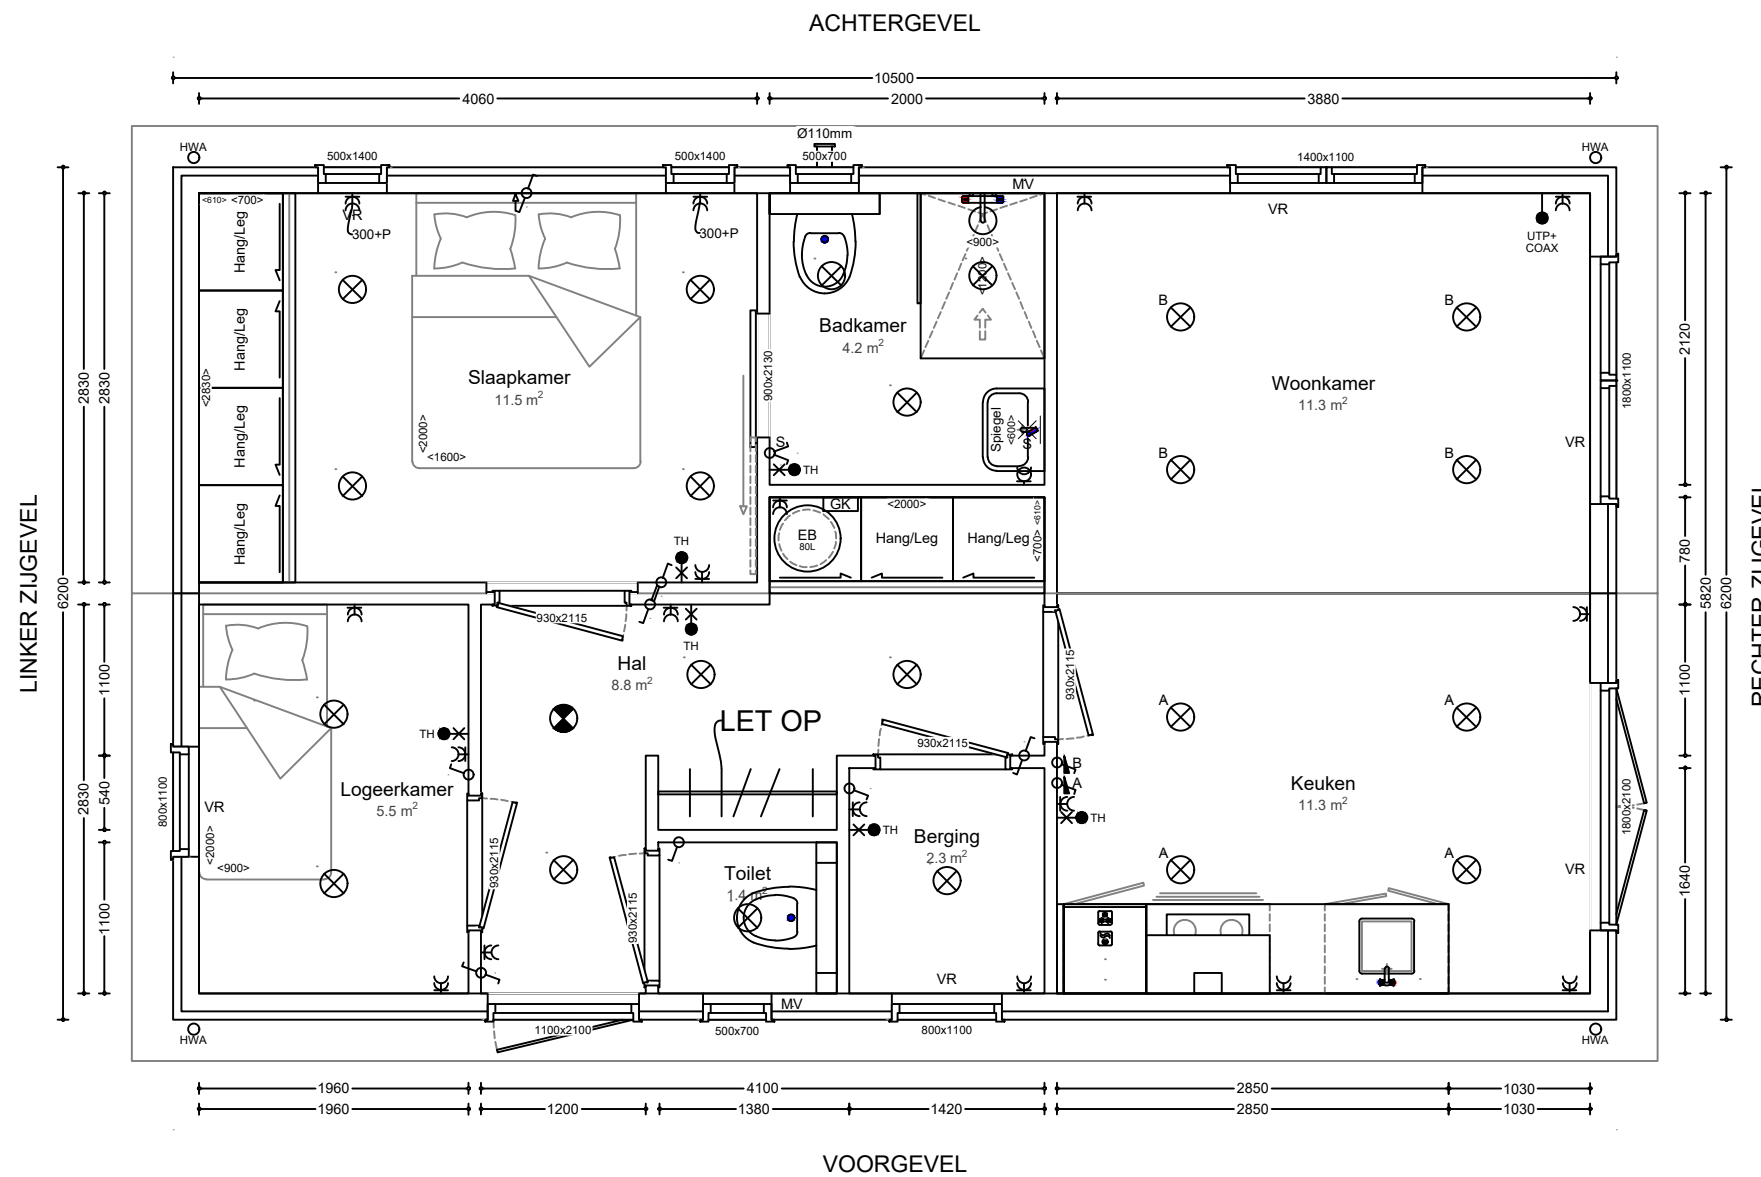 ACHTERGEVEL
10500
4060
2000
3880
Ø110mm
HWA
500x1400
500x1400
500x700
1400x1100
HWA
MV
<610>
<700>
Hang/Leg
VR
300+P
300+P
<900>
VR
UTP+
COAX
Hang/Leg
<2830>
Hang/Leg
Hang/Leg
Slaapkamer
11.5 m²
<2000>
<1600>
Badkamer
4.2 m²
900x2130
Spiegel
<600>
S
S
TH
B
B
B
B
Woonkamer
11.3 m²
1800x1100
VR
GK
<2000>
<610>
<700>
EB
80L
Hang/Leg
Hang/Leg
TH
LINKER ZIJGEVEL
6200
2830
2830
2830
1100
540
1100
2120
780
1100
1640
5820
6200
RECHTER ZIJGEVEL
930x2115
TH
Hal
8.8 m²
930x2115
LET OP
930x2115
TH
A
A
B
A
TH
Logeerkamer
5.5 m²
800x1100
VR
<2000>
<900>
930x2115
930x2115
Toilet
1.4 m²
TH
Berging
2.3 m²
VR
Keuken
11.3 m²
1800x2100
VR
A
A
HWA
1100x2100
500x700
MV
800x1100
HWA
1960
4100
2850
1030
1960
1200
1380
1420
2850
1030
VOORGEVEL